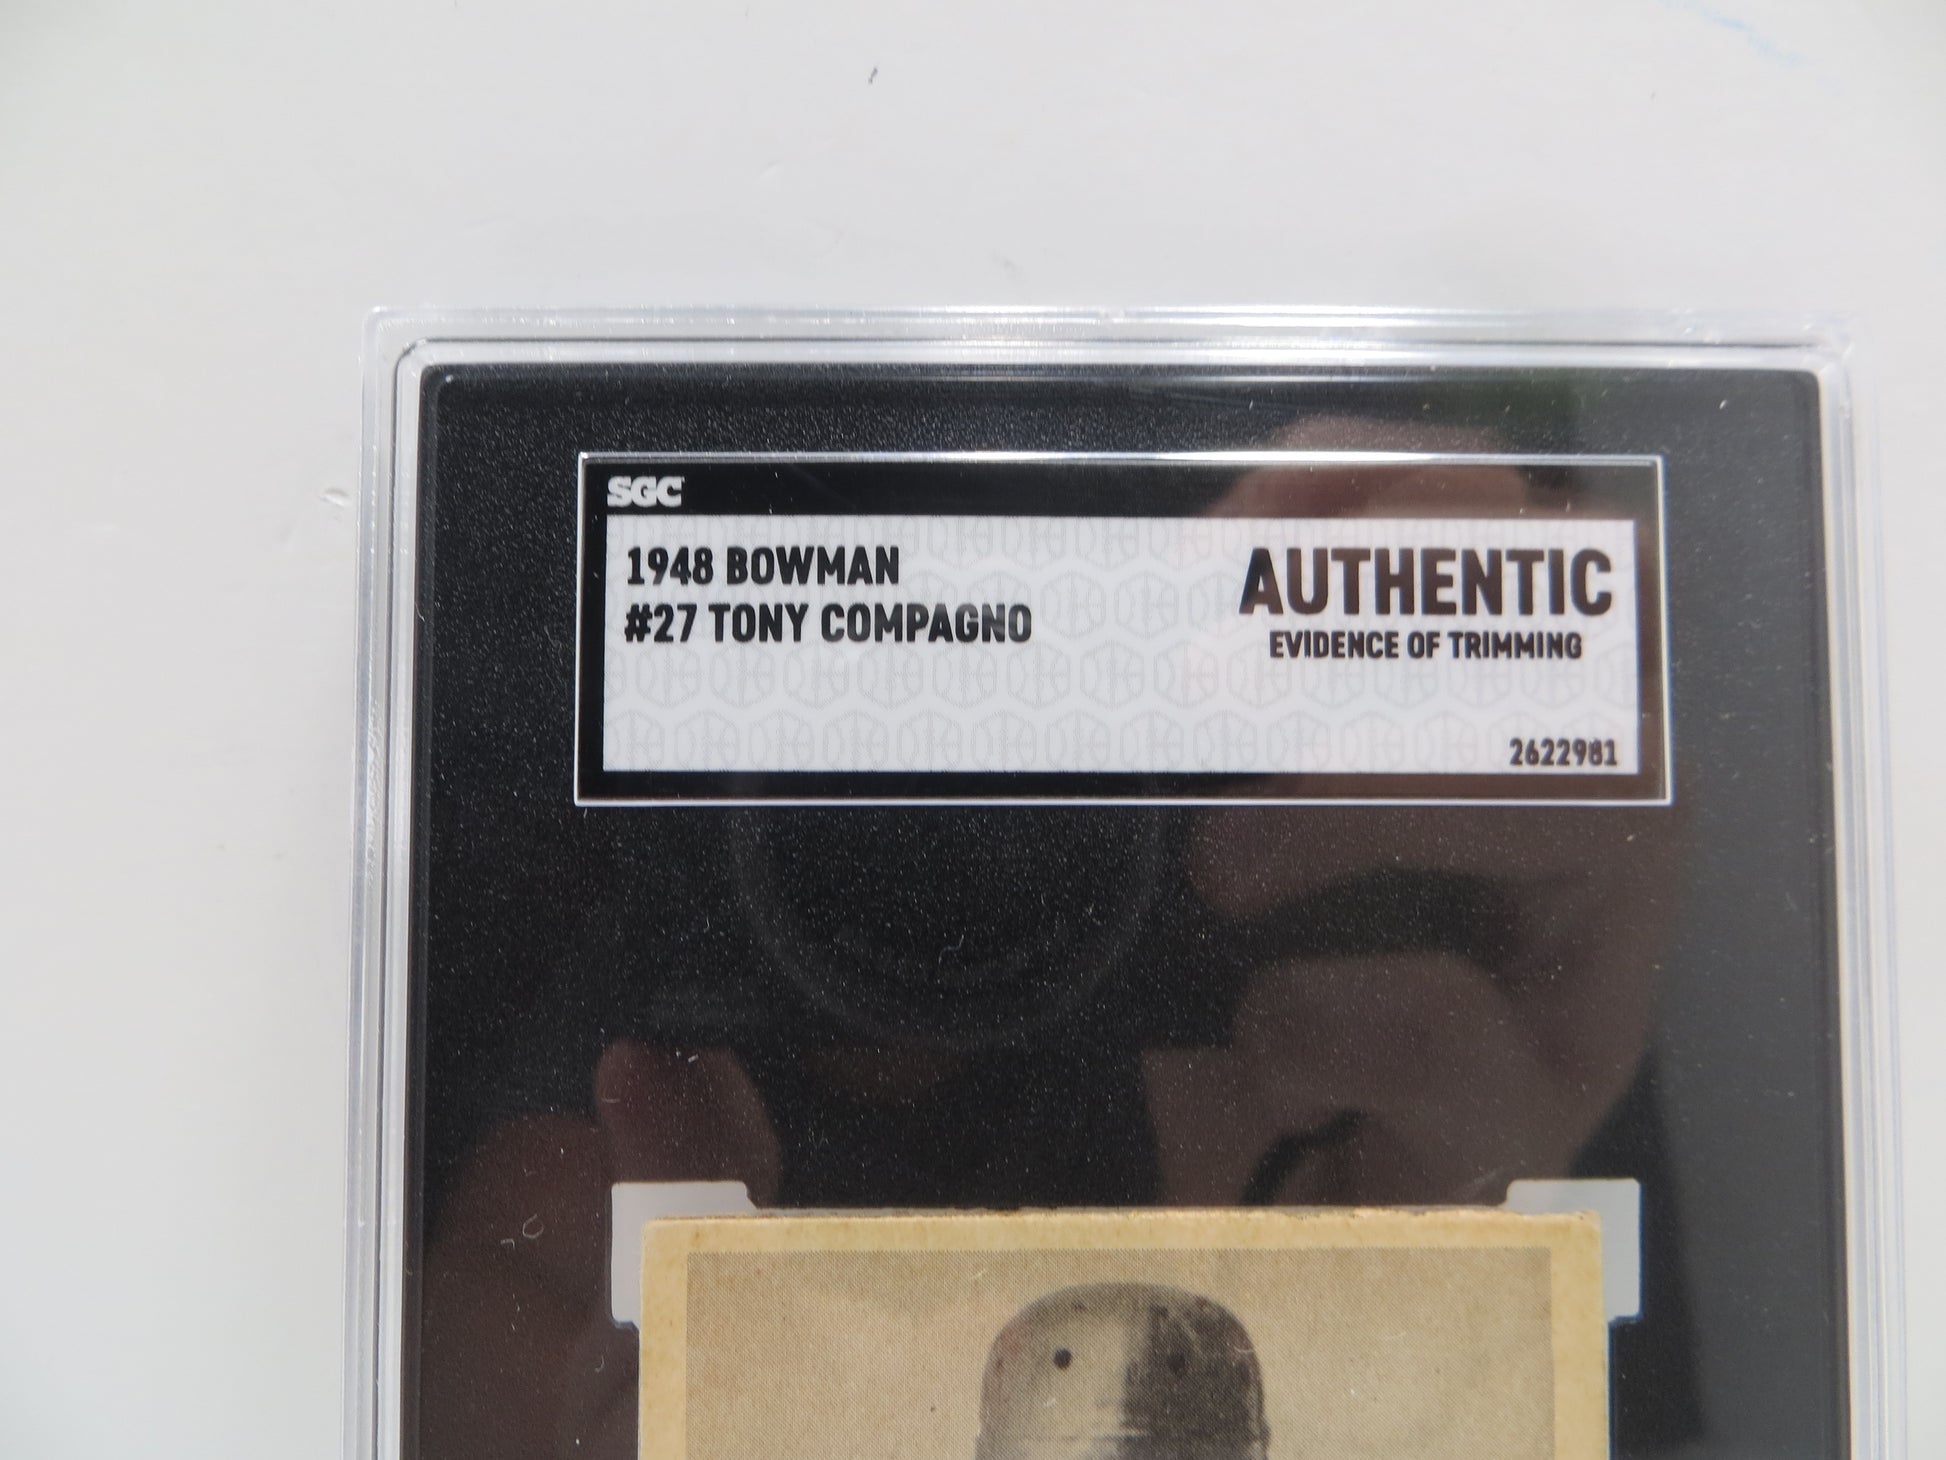 SGC
1948 BOWMAN
#27 TONY COMPAGNO
AUTHENTIC
EVIDENCE OF TRIMMING
2622981